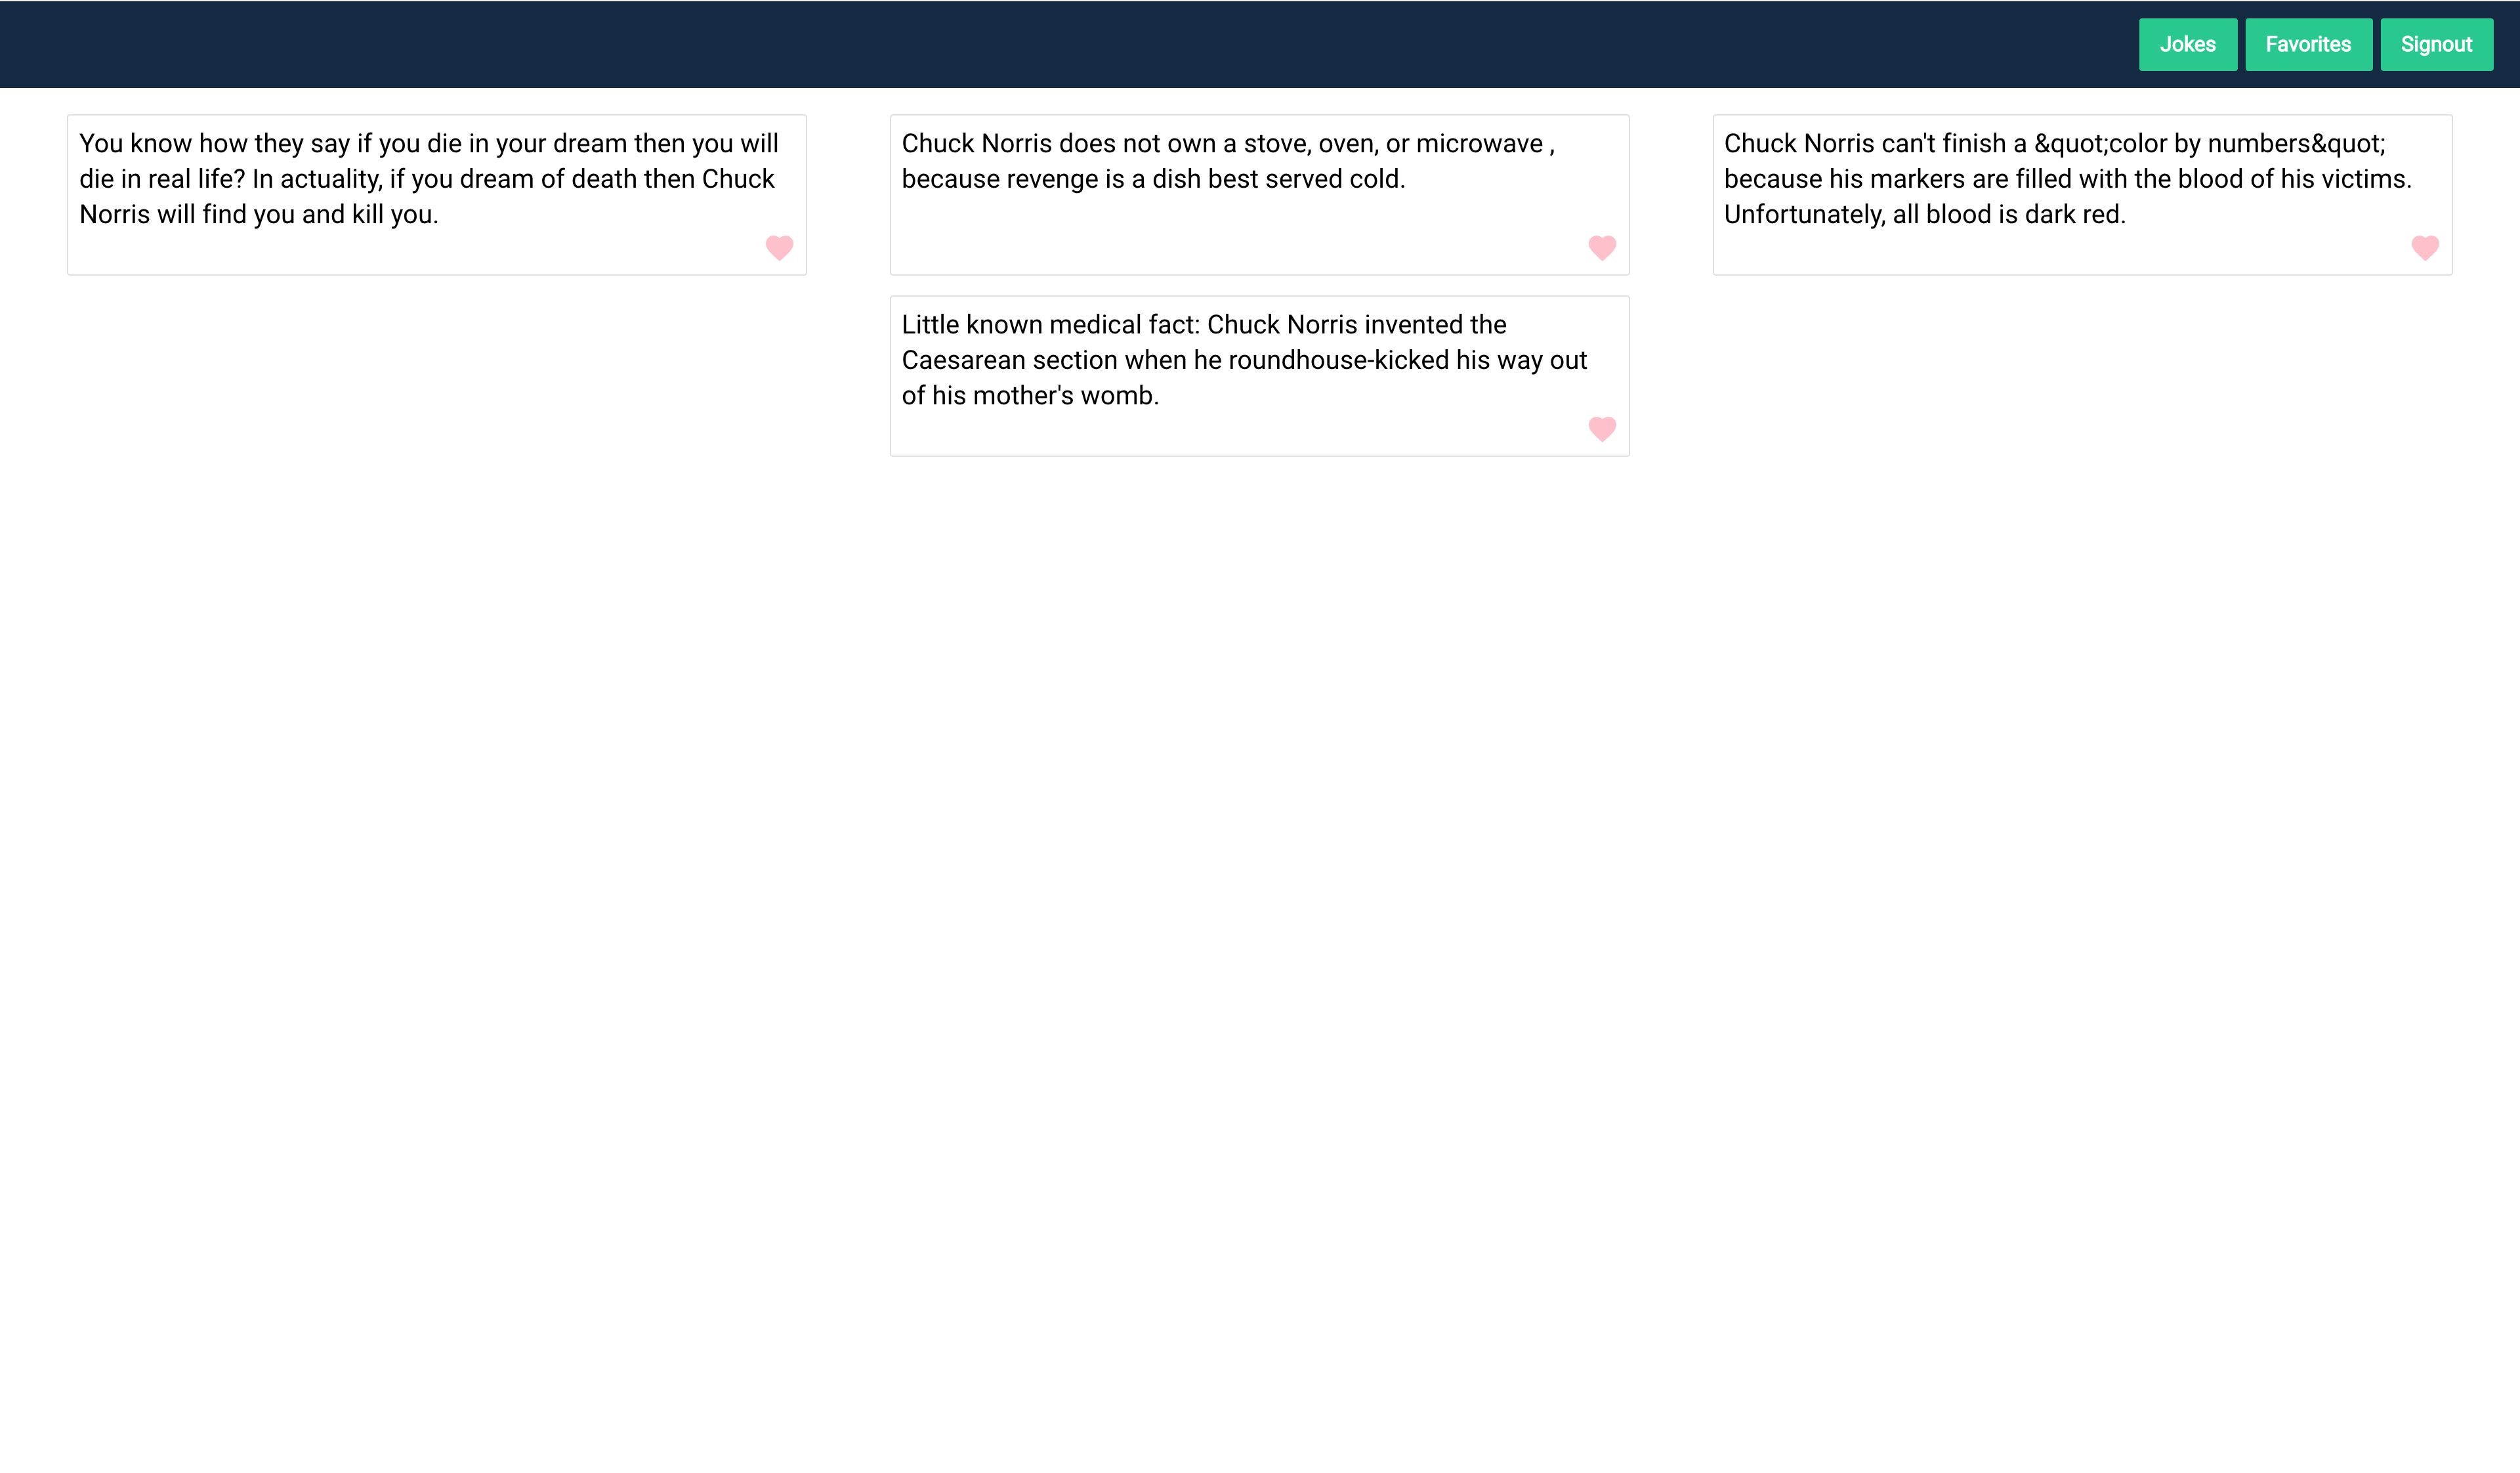 Jokes
Favorites
Signout
You know how they say if you die in your dream then you will
die in real life? In actuality, if you dream of death then Chuck
Norris will find you and kill you.
Chuck Norris does not own a stove, oven, or microwave ,
because revenge is a dish best served cold.
Chuck Norris can't finish a &quot;color by numbers&quot;
because his markers are filled with the blood of his victims.
Unfortunately, all blood is dark red.
Little known medical fact: Chuck Norris invented the
Caesarean section when he roundhouse-kicked his way out
of his mother's womb.